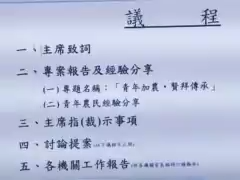 議 程
一、主席致詞
二、專案報告及經驗分享
(一) 專題名稱：「青年加農，賢拜傳承」
(二) 青年農民經驗分享
三、主席指(裁)示事項
四、討論提案
五、各機關工作報告